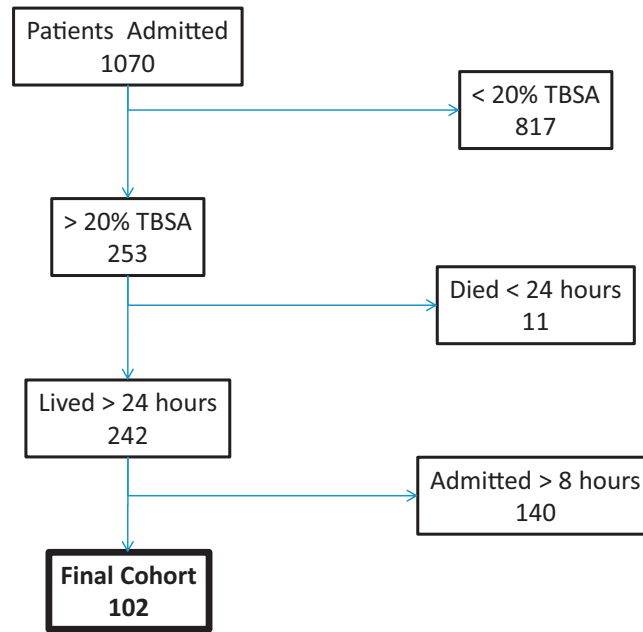 Patients Admitted
1070
< 20% TBSA
817
> 20% TBSA
253
Died < 24 hours
11
Lived > 24 hours
242
Admitted > 8 hours
140
Final Cohort
102